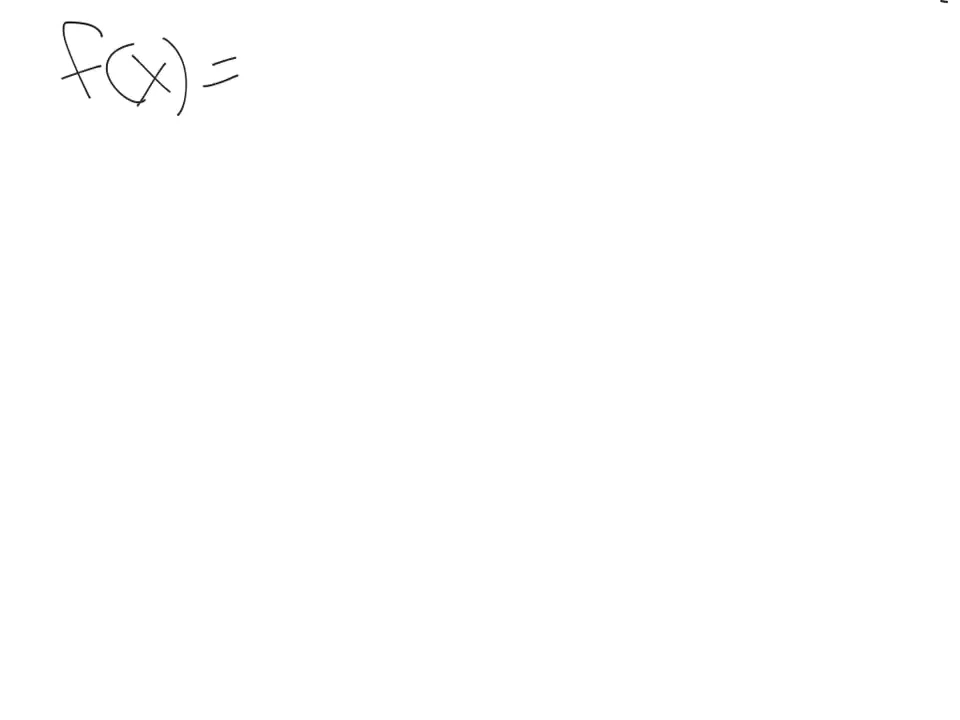 f(x) =